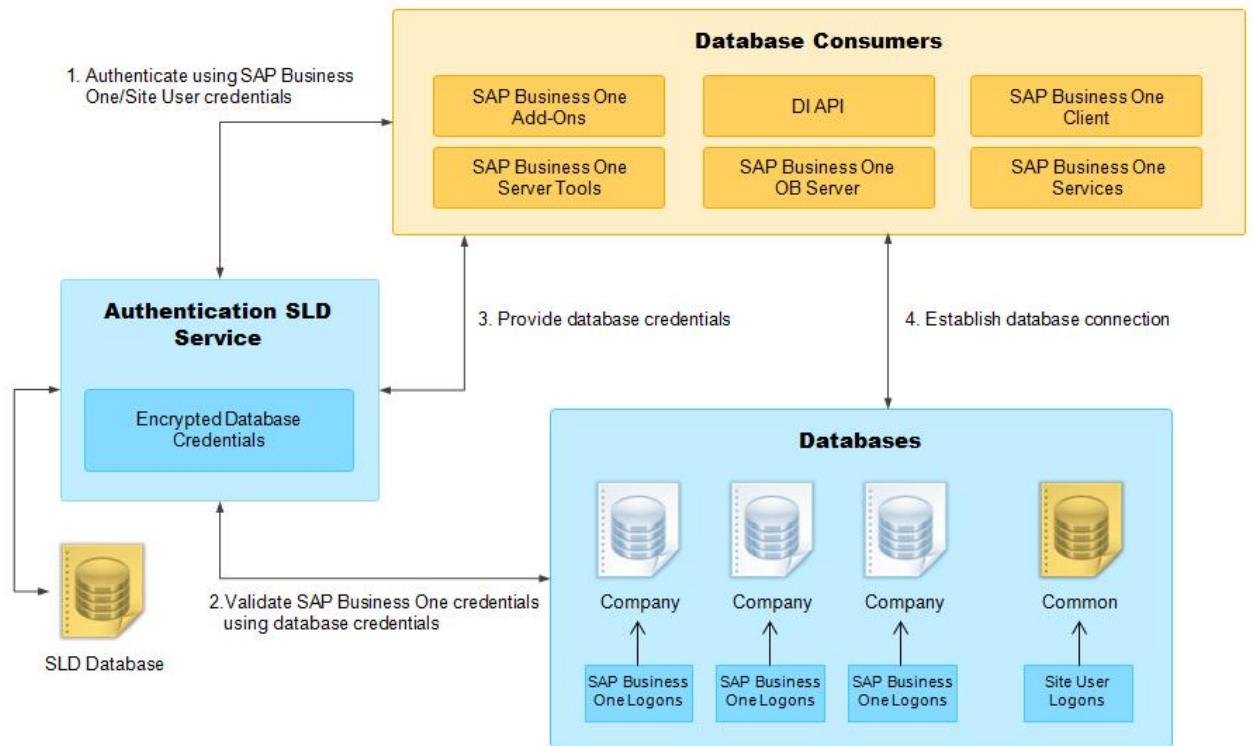 Database Consumers
1. Authenticate using SAP Business
One/Site User credentials
SAP Business One
Add-Ons
DI API
SAP Business One
Client
SAP Business One
Server Tools
SAP Business One
OB Server
SAP Business One
Services
Authentication SLD
Service
3. Provide database credentials
4. Establish database connection
Encrypted Database
Credentials
Databases
2.Validate SAP Business One credentials
using database credentials
SLD Database
Company
Company
Company
Common
SAP Business
One Logons
SAP Business
One Logons
SAP Business
One Logons
Site User
Logons